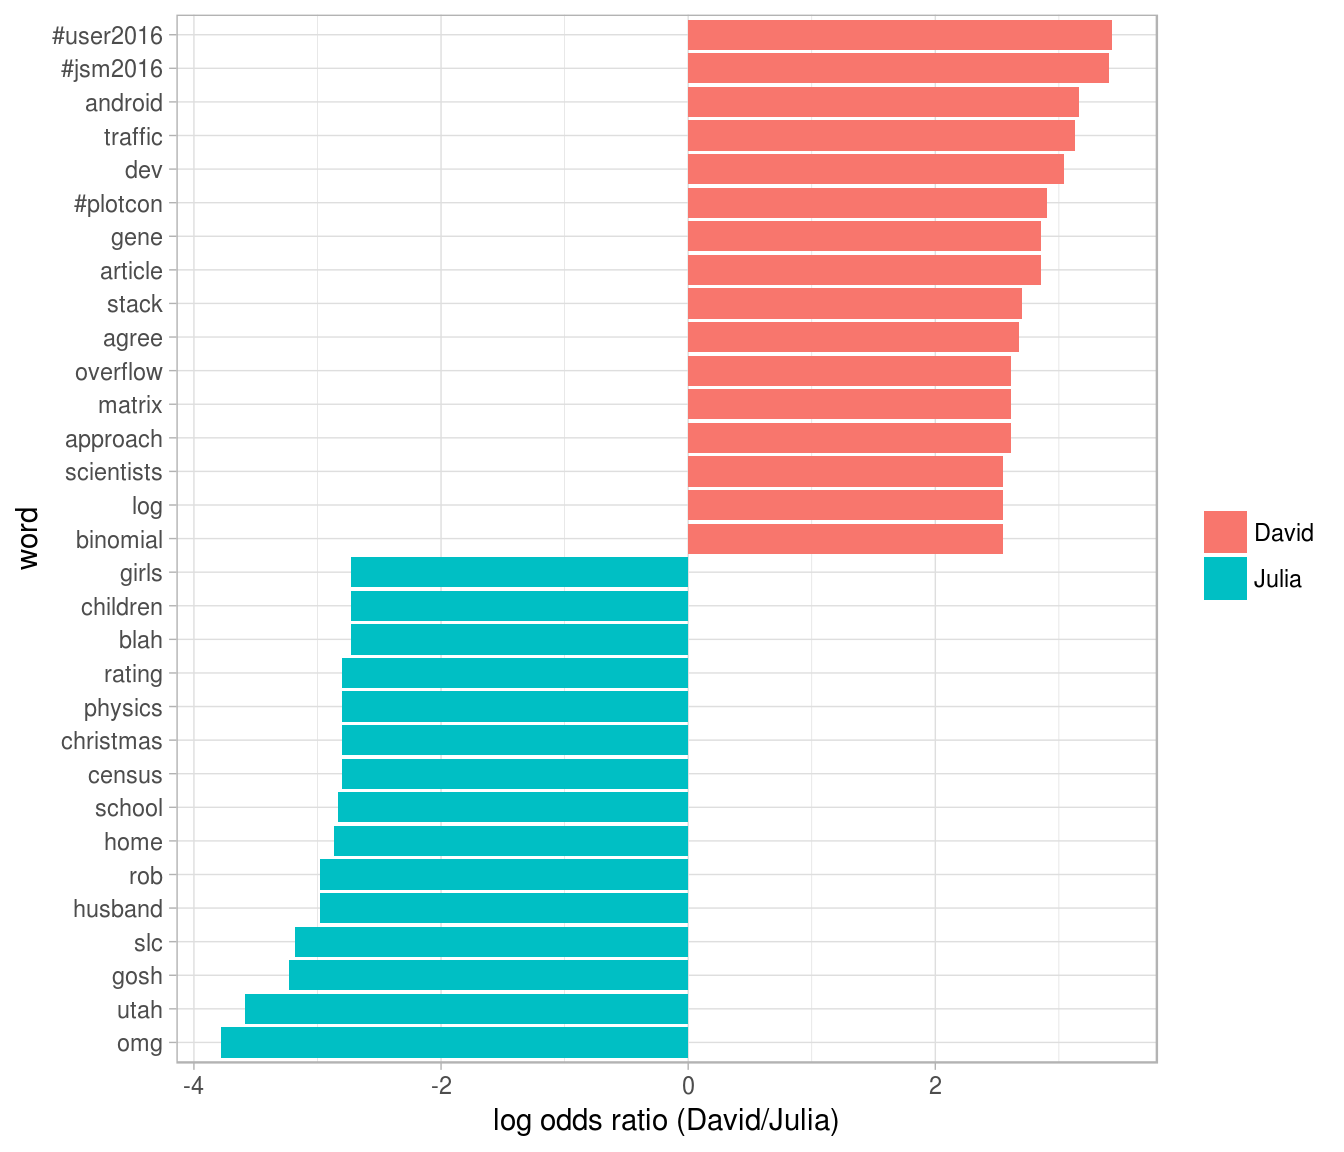 #user2016
#jsm2016
android
traffic
dev
#plotcon
gene
article
stack
agree
overflow
matrix
approach
scientists
log
binomial
girls
children
blah
rating
physics
christmas
census
school
home
rob
husband
slc
gosh
utah
omg
word
-4 -2 0 2
log odds ratio (David/Julia)
David
Julia